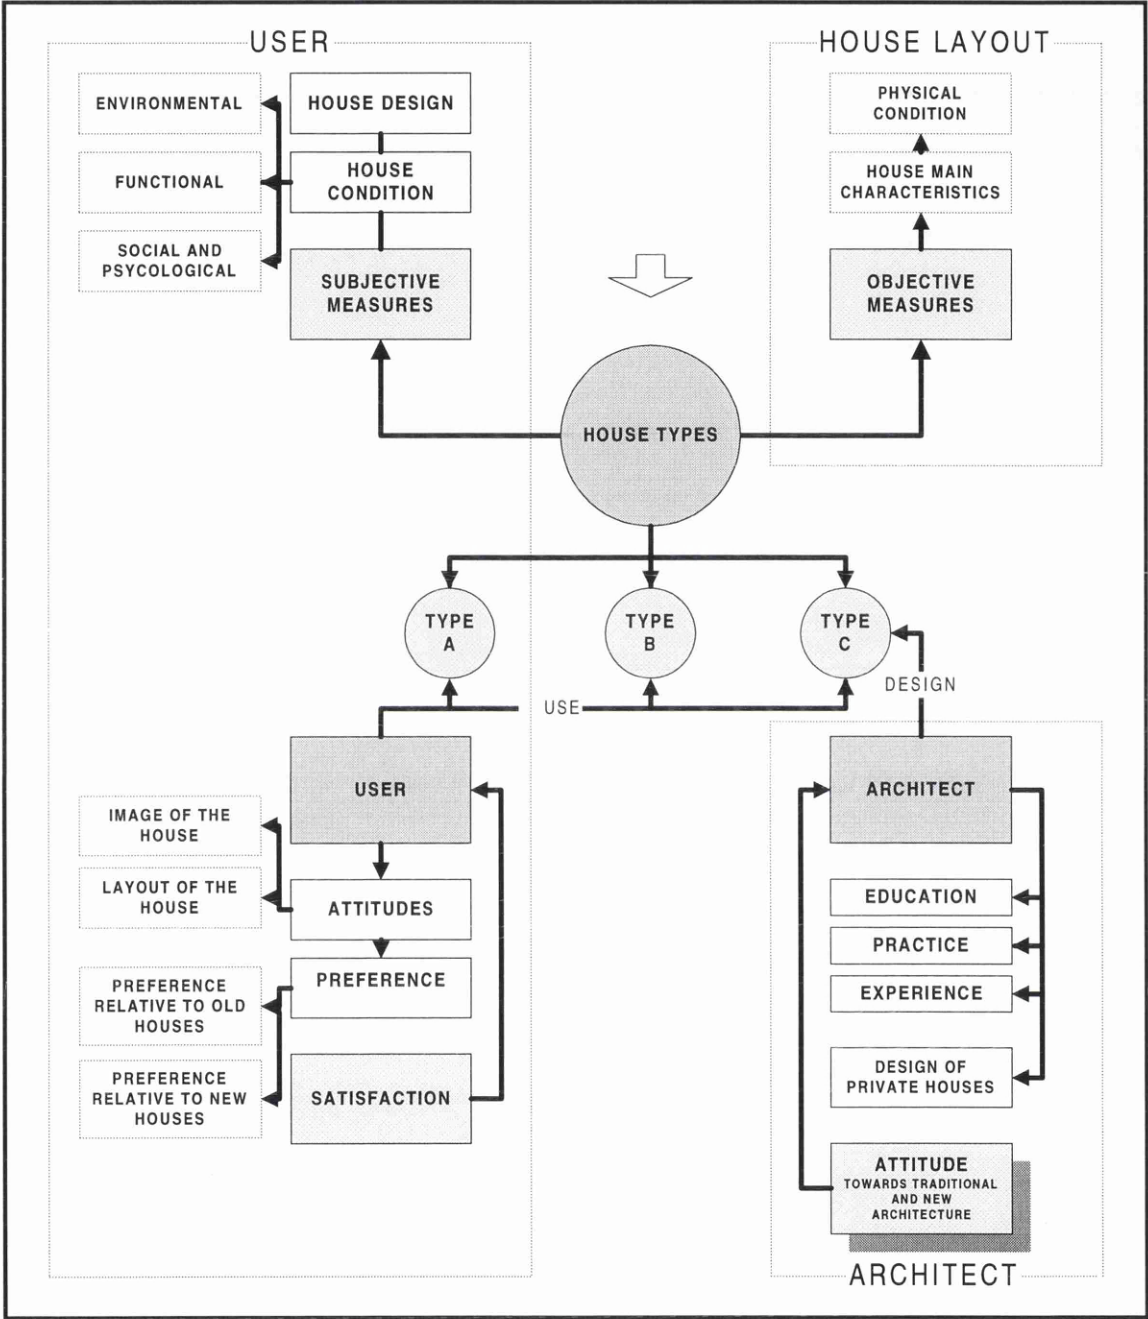 USER
HOUSE LAYOUT
ENVIRONMENTAL
HOUSE DESIGN
PHYSICAL
CONDITION
FUNCTIONAL
HOUSE
CONDITION
HOUSE MAIN
CHARACTERISTICS
SOCIAL AND
PSYCOLOGICAL
SUBJECTIVE
MEASURES
OBJECTIVE
MEASURES
HOUSE TYPES
TYPE
A
TYPE
B
TYPE
C
DESIGN
USE
USER
ARCHITECT
IMAGE OF THE
HOUSE
LAYOUT OF THE
HOUSE
ATTITUDES
EDUCATION
PRACTICE
PREFERENCE
EXPERIENCE
PREFERENCE
RELATIVE TO OLD
HOUSES
PREFERENCE
RELATIVE TO NEW
HOUSES
SATISFACTION
DESIGN OF
PRIVATE HOUSES
ATTITUDE
TOWARDS TRADITIONAL
AND NEW
ARCHITECTURE
ARCHITECT